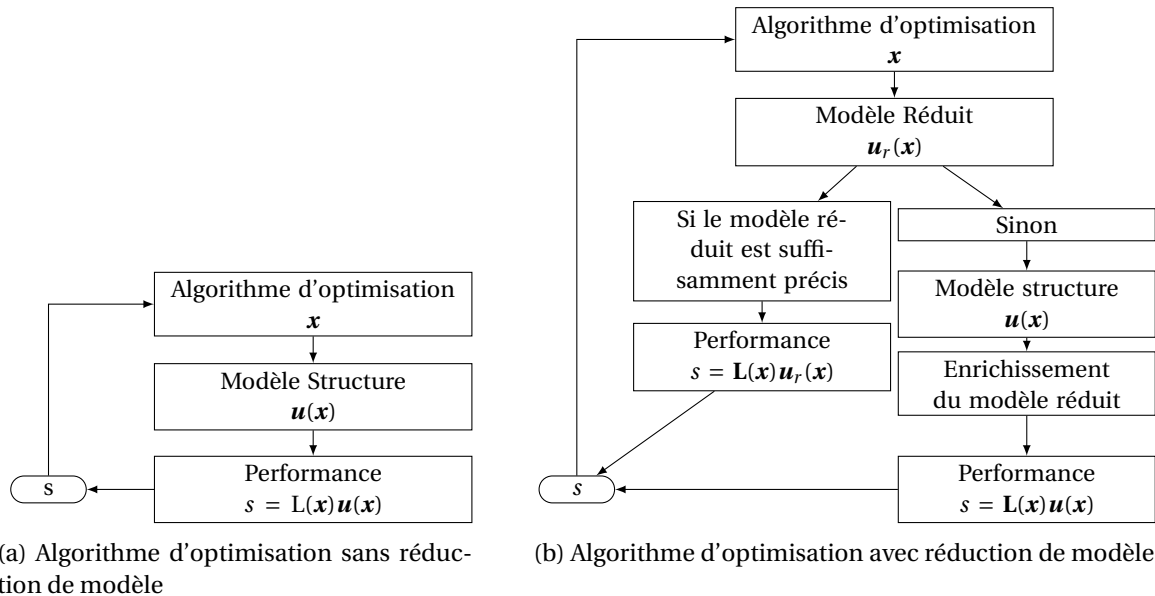 Algorithme d'optimisation
x
Modèle Structure
u(x)
Performance
s = L(x)u(x)
s
(a) Algorithme d'optimisation sans réduc-
tion de modèle
Algorithme d'optimisation
x
Modèle Réduit
u_r(x)
Si le modèle ré-
duit est suffi-
samment précis
Performance
s = L(x)u_r(x)
Sinon
Modèle structure
u(x)
Enrichissement
du modèle réduit
Performance
s = L(x)u(x)
s
(b) Algorithme d'optimisation avec réduction de modèle